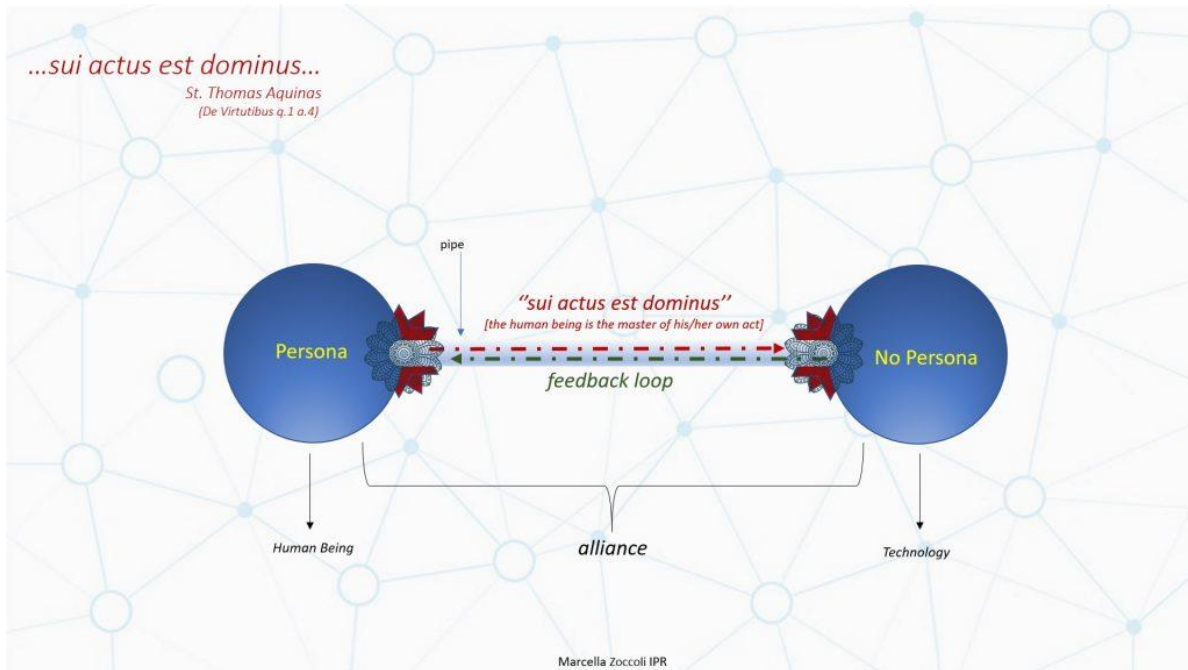 ...sui actus est dominus...
St. Thomas Aquinas
(De Virtutibus q.1 a.4)
pipe
‘‘sui actus est dominus’’
[the human being is the master of his/her own act]
Persona
No Persona
feedback loop
Human Being
alliance
Technology
Marcella Zoccoli IPR